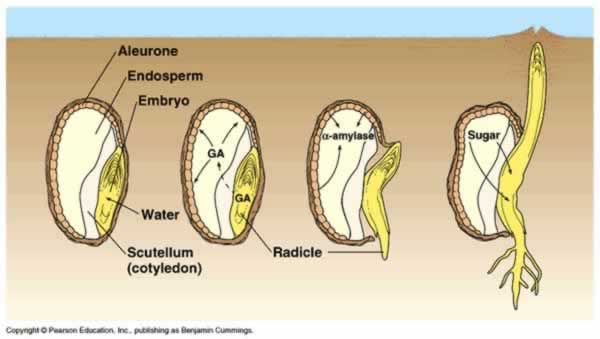 Aleurone
Endosperm
Embryo
GA
GA
α-amylase
Sugar
Water
Scutellum
(cotyledon)
Radicle
Copyright © Pearson Education, Inc., publishing as Benjamin Cummings.